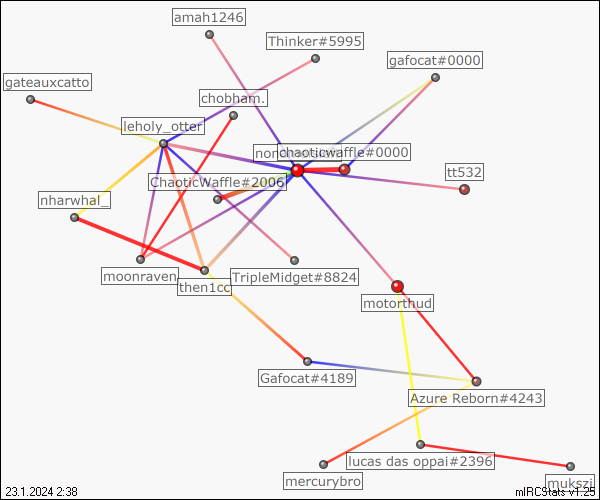 amah1246
Thinker#5995
gafocat#0000
gateauxcatto
chobham.
leholy_otter
chaoticwaffle#0000
tt532
ChaoticWaffle#2006
nharwhal_
moonraven
TripleMidget#8824
then1cc
motorthud
Gafocat#4189
Azure Reborn#4243
lucas das oppai#2396
mercurybro
mukszi
23.1.2024 2:38
mIRCStats v1.25